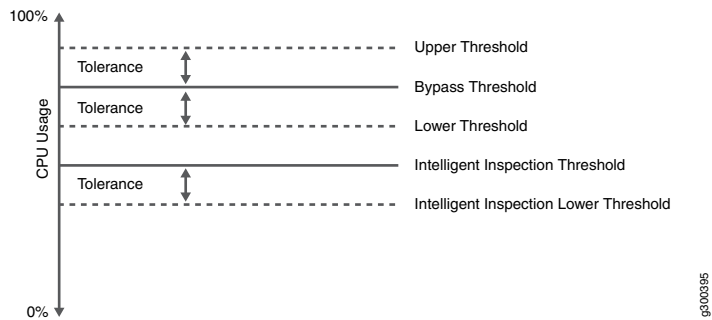 100%
Upper Threshold
Tolerance
Bypass Threshold
Tolerance
Lower Threshold
CPU Usage
Intelligent Inspection Threshold
Tolerance
Intelligent Inspection Lower Threshold
0%
g300395